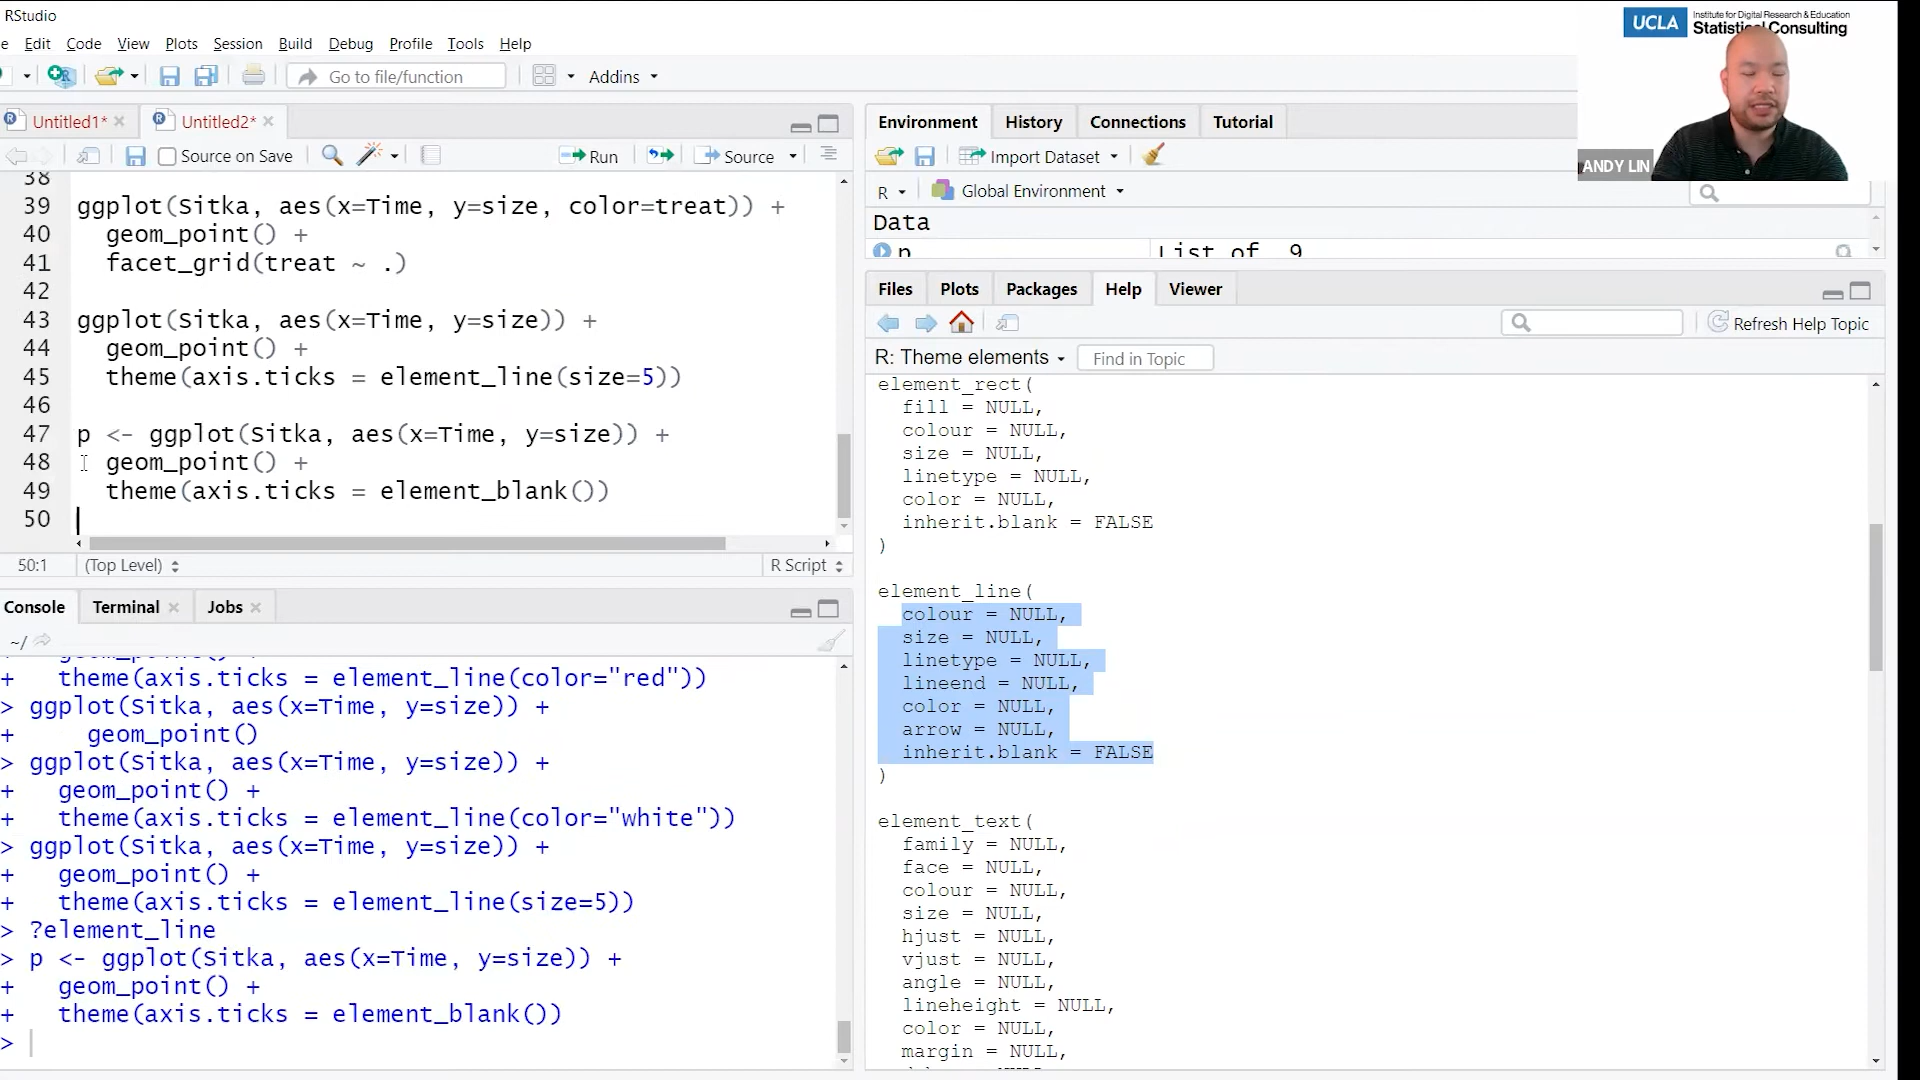 RStudio
e Edit Code View Plots Session Build Debug Profile Tools Help
Go to file/function Addins
Untitled1* Untitled2*
Source on Save Run Source
38
39 ggplot(Sitka, aes(x=Time, y=size, color=treat)) +
40 geom_point() +
41 facet_grid(treat ~ .)
42
43 ggplot(Sitka, aes(x=Time, y=size)) +
44 geom_point() +
45 theme(axis.ticks = element_line(size=5))
46
47 p <- ggplot(Sitka, aes(x=Time, y=size)) +
48 geom_point() +
49 theme(axis.ticks = element_blank())
50
50:1 (Top Level) R Script
Console Terminal Jobs
~/
+ geom_point() +
+ theme(axis.ticks = element_line(color="red"))
> ggplot(Sitka, aes(x=Time, y=size)) +
+ geom_point()
> ggplot(Sitka, aes(x=Time, y=size)) +
+ geom_point() +
+ theme(axis.ticks = element_line(color="white"))
> ggplot(Sitka, aes(x=Time, y=size)) +
+ geom_point() +
+ theme(axis.ticks = element_line(size=5))
> ?element_line
> p <- ggplot(Sitka, aes(x=Time, y=size)) +
+ geom_point() +
+ theme(axis.ticks = element_blank())
>
UCLA Institute for Digital Research & Education
Statistical Consulting
ANDY LIN
Environment History Connections Tutorial
Import Dataset
R Global Environment
Data
p List of 9
Files Plots Packages Help Viewer
Refresh Help Topic
R: Theme elements Find in Topic
element_rect(
fill = NULL,
colour = NULL,
size = NULL,
linetype = NULL,
color = NULL,
inherit.blank = FALSE
)
element_line(
colour = NULL,
size = NULL,
linetype = NULL,
lineend = NULL,
color = NULL,
arrow = NULL,
inherit.blank = FALSE
)
element_text(
family = NULL,
face = NULL,
colour = NULL,
size = NULL,
hjust = NULL,
vjust = NULL,
angle = NULL,
lineheight = NULL,
color = NULL,
margin = NULL,